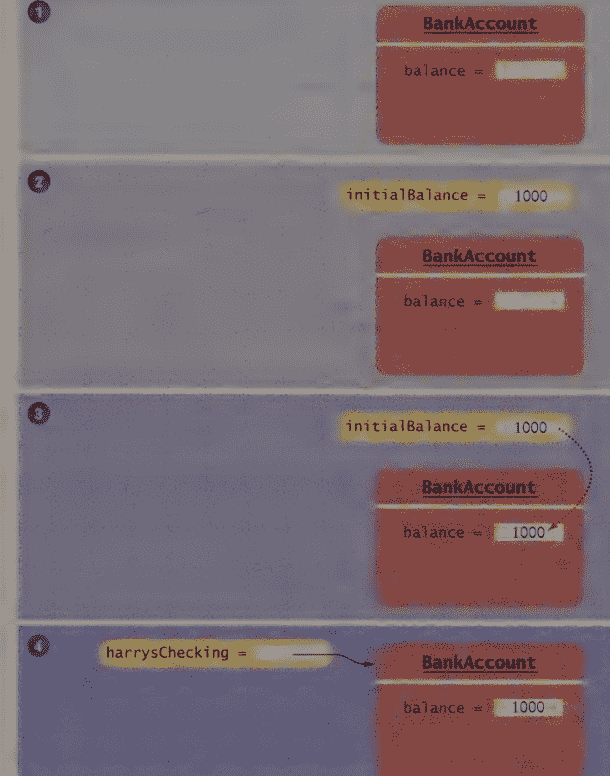 1
BankAccount
balance =
2
initialBalance = 1000
BankAccount
balance =
3
initialBalance = 1000
BankAccount
balance = 1000
4
harrysChecking =
BankAccount
balance = 1000